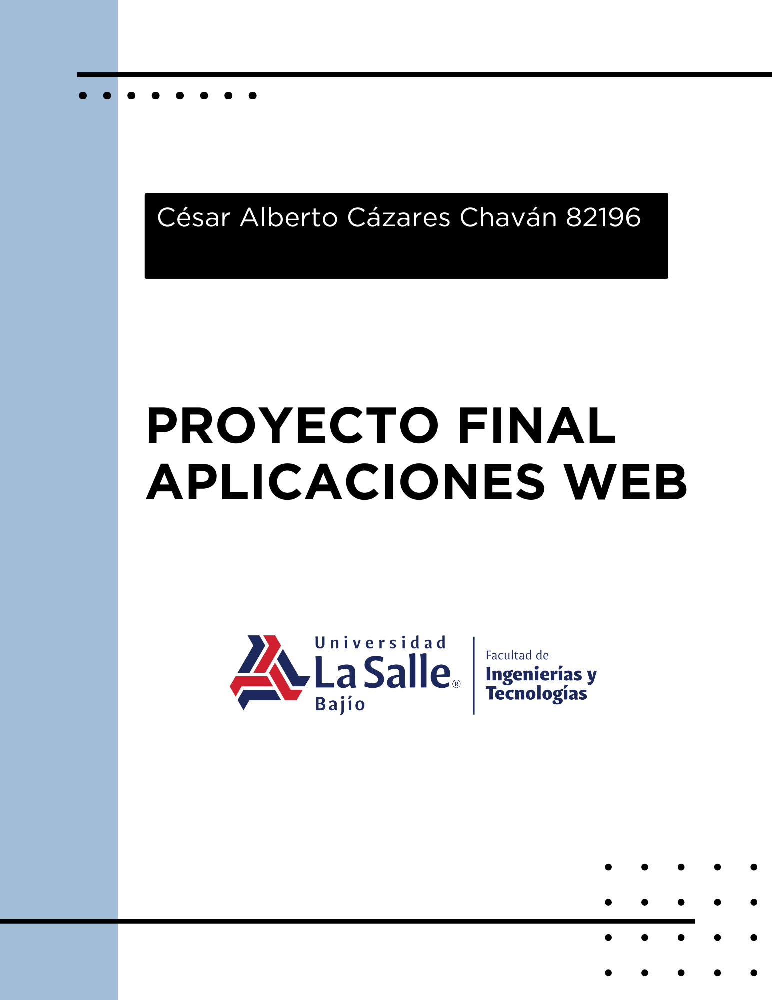 César Alberto Cázares Chaván 82196
PROYECTO FINAL
APLICACIONES WEB
Universidad
La Salle®
Bajío
Facultad de
Ingenierías y
Tecnologías